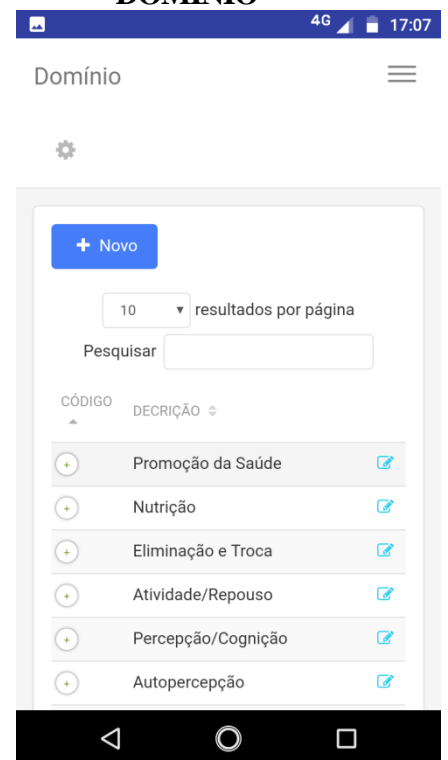 DOMÍNIO
4G 17:07
Domínio
+ Novo
10 resultados por página
Pesquisar
CÓDIGO DECRIÇÃO
Promoção da Saúde
Nutrição
Eliminação e Troca
Atividade/Repouso
Percepção/Cognição
Autopercepção